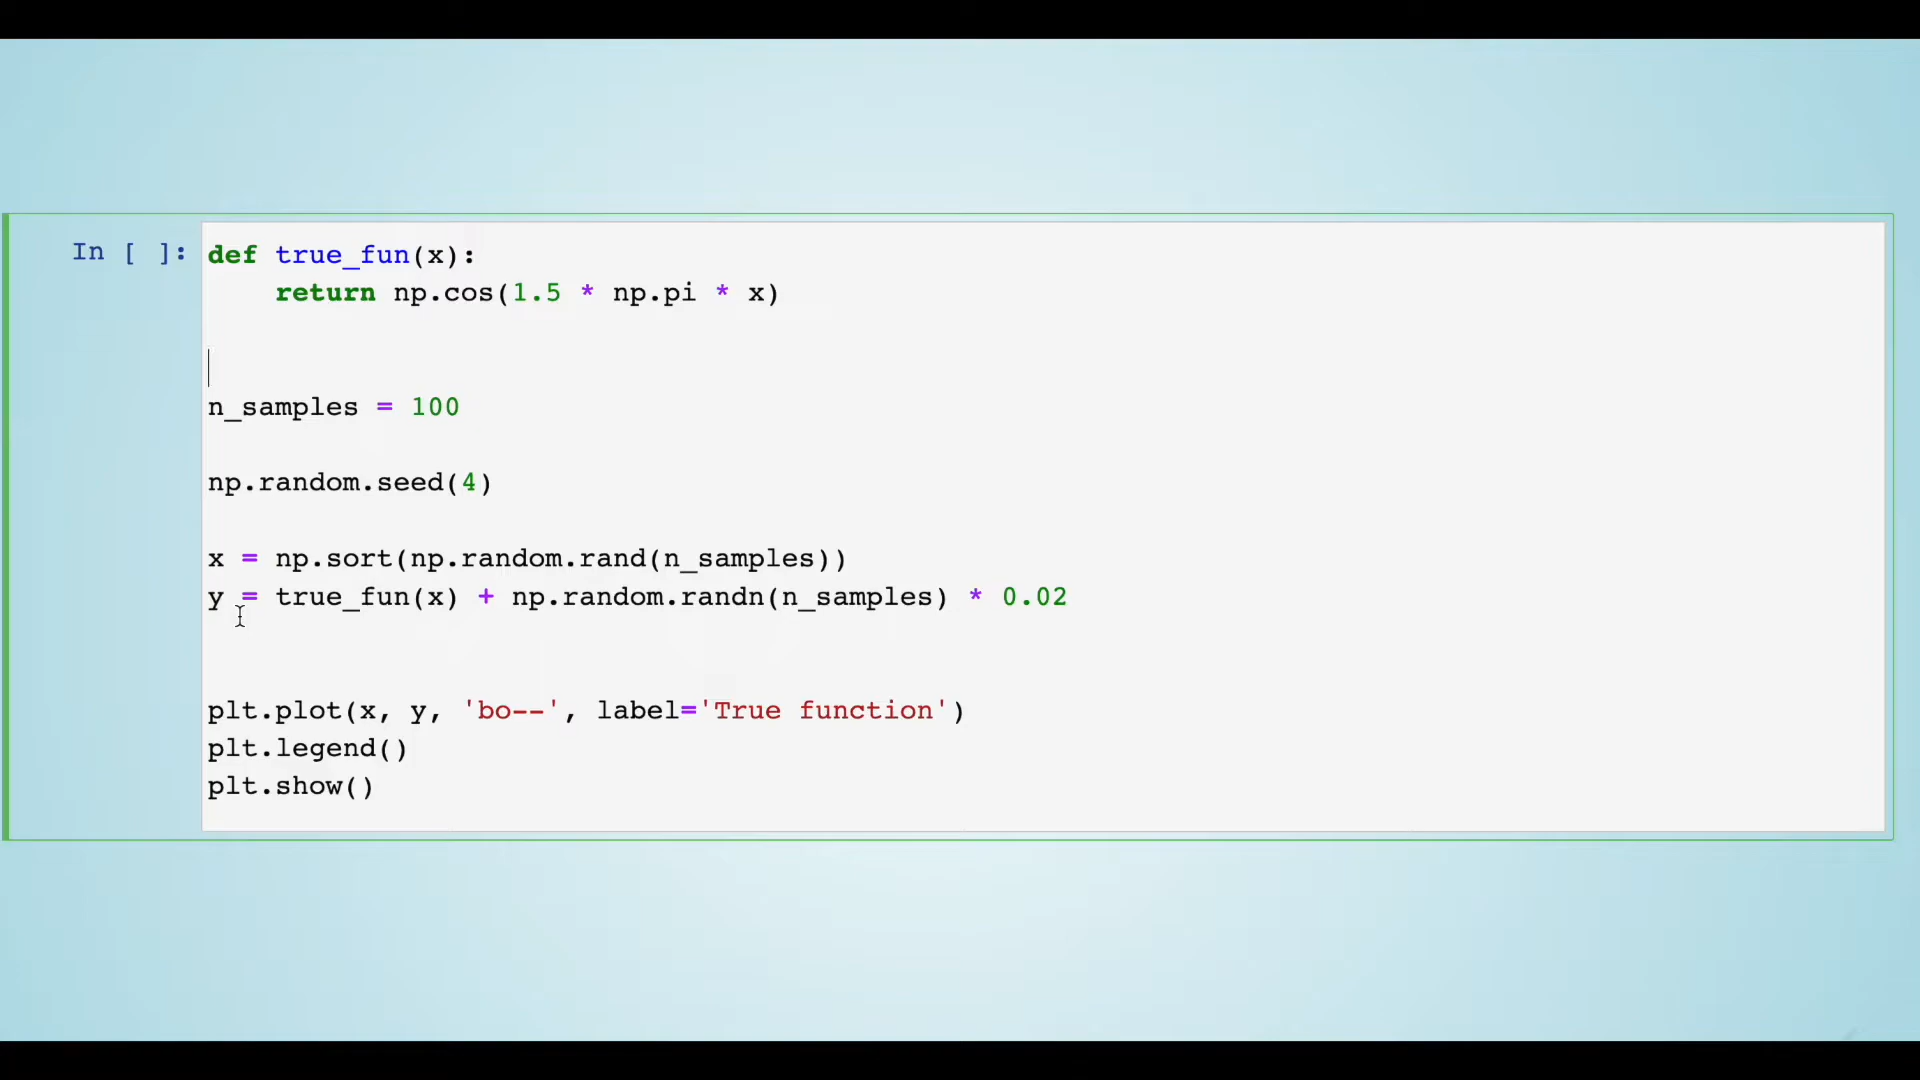 In [ ]: def true_fun(x):
    return np.cos(1.5 * np.pi * x)
n_samples = 100
np.random.seed(4)
x = np.sort(np.random.rand(n_samples))
y = true_fun(x) + np.random.randn(n_samples) * 0.02
plt.plot(x, y, 'bo--', label='True function')
plt.legend()
plt.show()